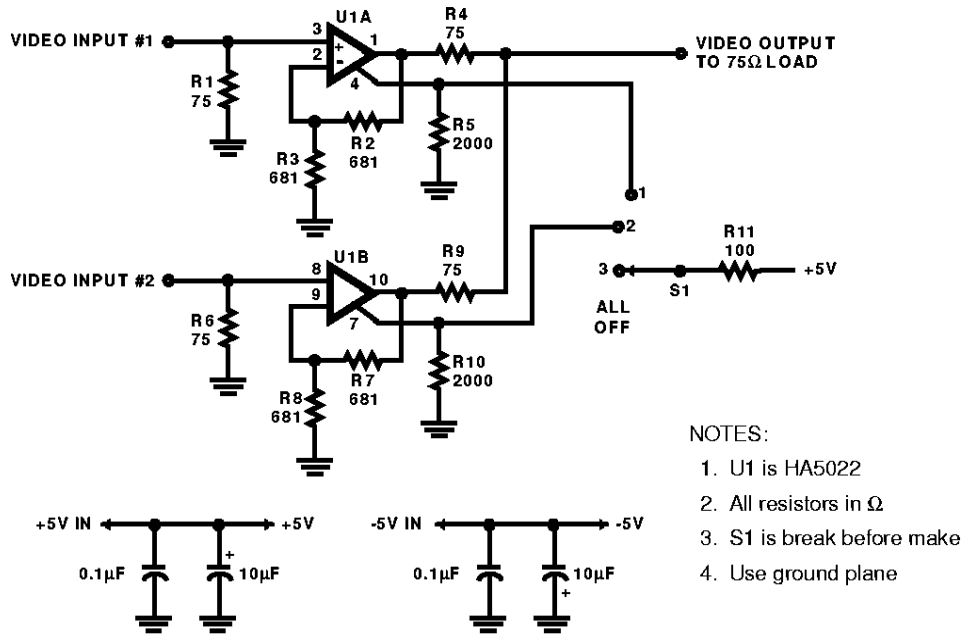 U1A
VIDEO INPUT #1
3
+
2
-
1
4
R4
75
VIDEO OUTPUT
TO 75Ω LOAD
R1
75
R2
681
R3
681
R5
2000
1
2
3
ALL
OFF
S1
R11
100
+5V
U1B
VIDEO INPUT #2
8
9
10
7
R9
75
R6
75
R7
681
R8
681
R10
2000
NOTES:
1. U1 is HA5022
2. All resistors in Ω
3. S1 is break before make
4. Use ground plane
+5V IN
+5V
0.1µF
+
10µF
-5V IN
-5V
0.1µF
10µF
+